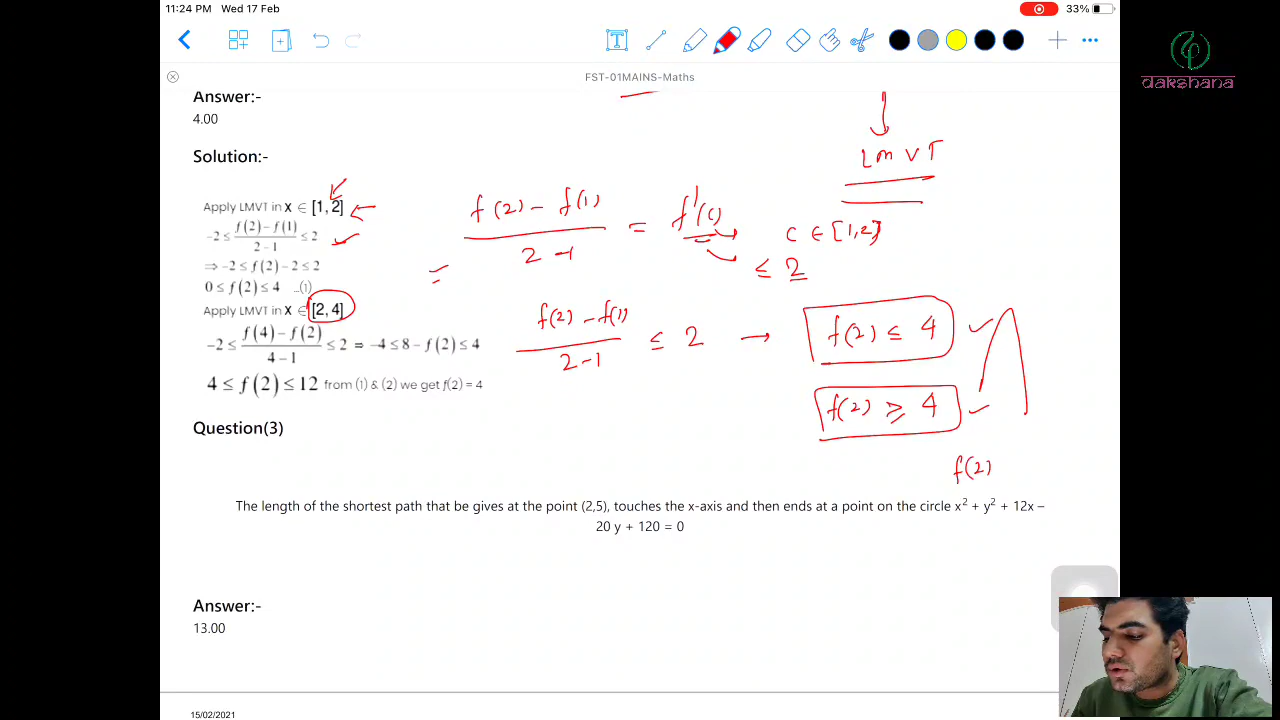 11:24 PM Wed 17 Feb
33%
dakshana
FST-01MAINS-Maths
Answer:-
4.00
Solution:-
LMVT
Apply LMVT in x ∈ [1, 2]
-2 ≤ f(2) − f(1) / 2 − 1 ≤ 2
⇒ -2 ≤ f(2) − 2 ≤ 2
0 ≤ f(2) ≤ 4 ...(1)
Apply LMVT in x ∈ [2, 4]
-2 ≤ f(4) − f(2) / 4 − 1 ≤ 2 ⇒ -4 ≤ 8 − f(2) ≤ 4
4 ≤ f(2) ≤ 12 from (1) & (2) we get f(2) = 4
f(2) − f(1) / 2 − 1 = f'(c)
c ∈ [1,2]
≤ 2
f(2) − f(1) / 2 − 1 ≤ 2 → f(2) ≤ 4
f(2) ≥ 4
f(2)
Question(3)
The length of the shortest path that be gives at the point (2,5), touches the x-axis and then ends at a point on the circle x² + y² + 12x –
20 y + 120 = 0
Answer:-
13.00
15/02/2021